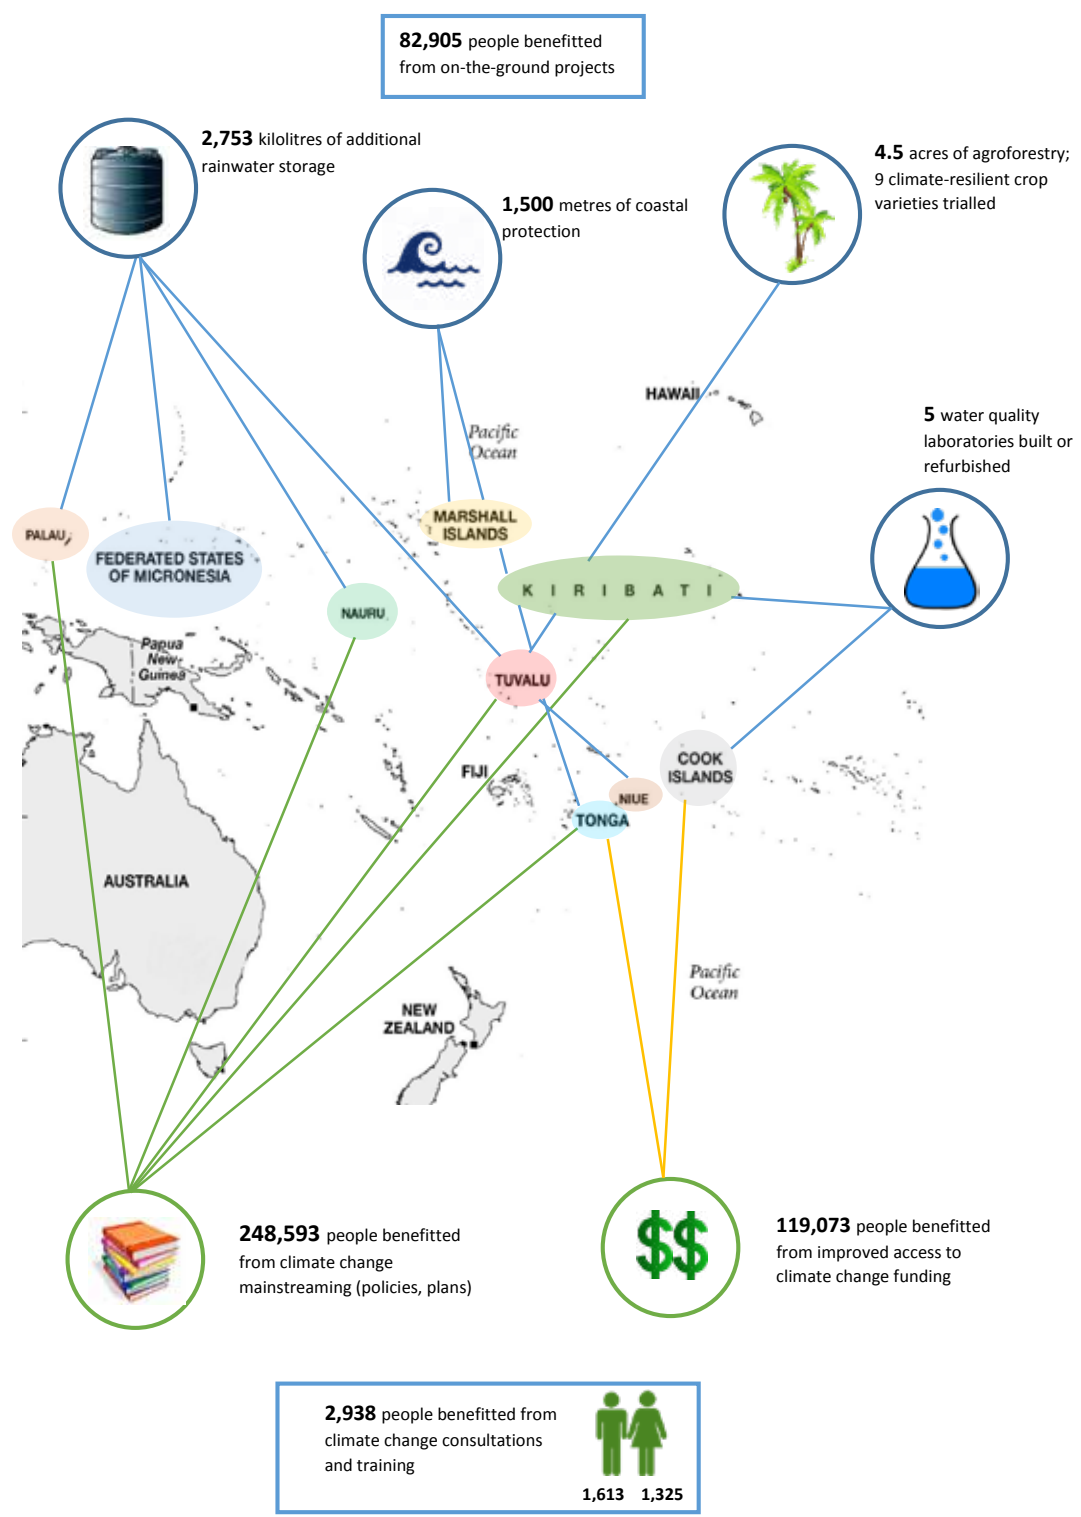 82,905 people benefitted
from on-the-ground projects
2,753 kilolitres of additional
rainwater storage
1,500 metres of coastal
protection
4.5 acres of agroforestry;
9 climate-resilient crop
varieties trialled
HAWAII
5 water quality
laboratories built or
refurbished
Pacific
Ocean
MARSHALL
ISLANDS
PALAU
FEDERATED STATES
OF MICRONESIA
KIRIBATI
NAURU
Papua
New
Guinea
TUVALU
FIJI
COOK
ISLANDS
NIUE
TONGA
AUSTRALIA
Pacific
Ocean
NEW
ZEALAND
248,593 people benefitted
from climate change
mainstreaming (policies, plans)
$$
119,073 people benefitted
from improved access to
climate change funding
2,938 people benefitted from
climate change consultations
and training
1,613 1,325